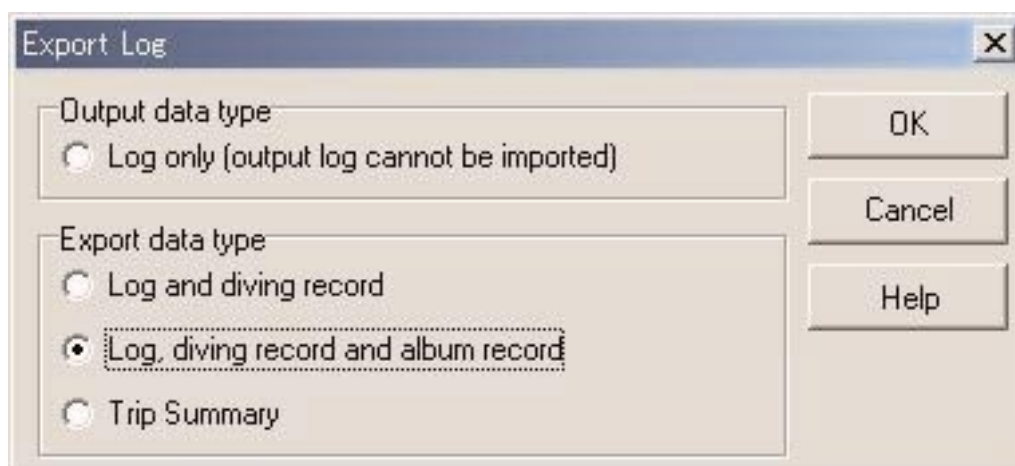 Export Log
Output data type
Log only (output log cannot be imported)
Export data type
Log and diving record
Log, diving record and album record
Trip Summary
OK
Cancel
Help